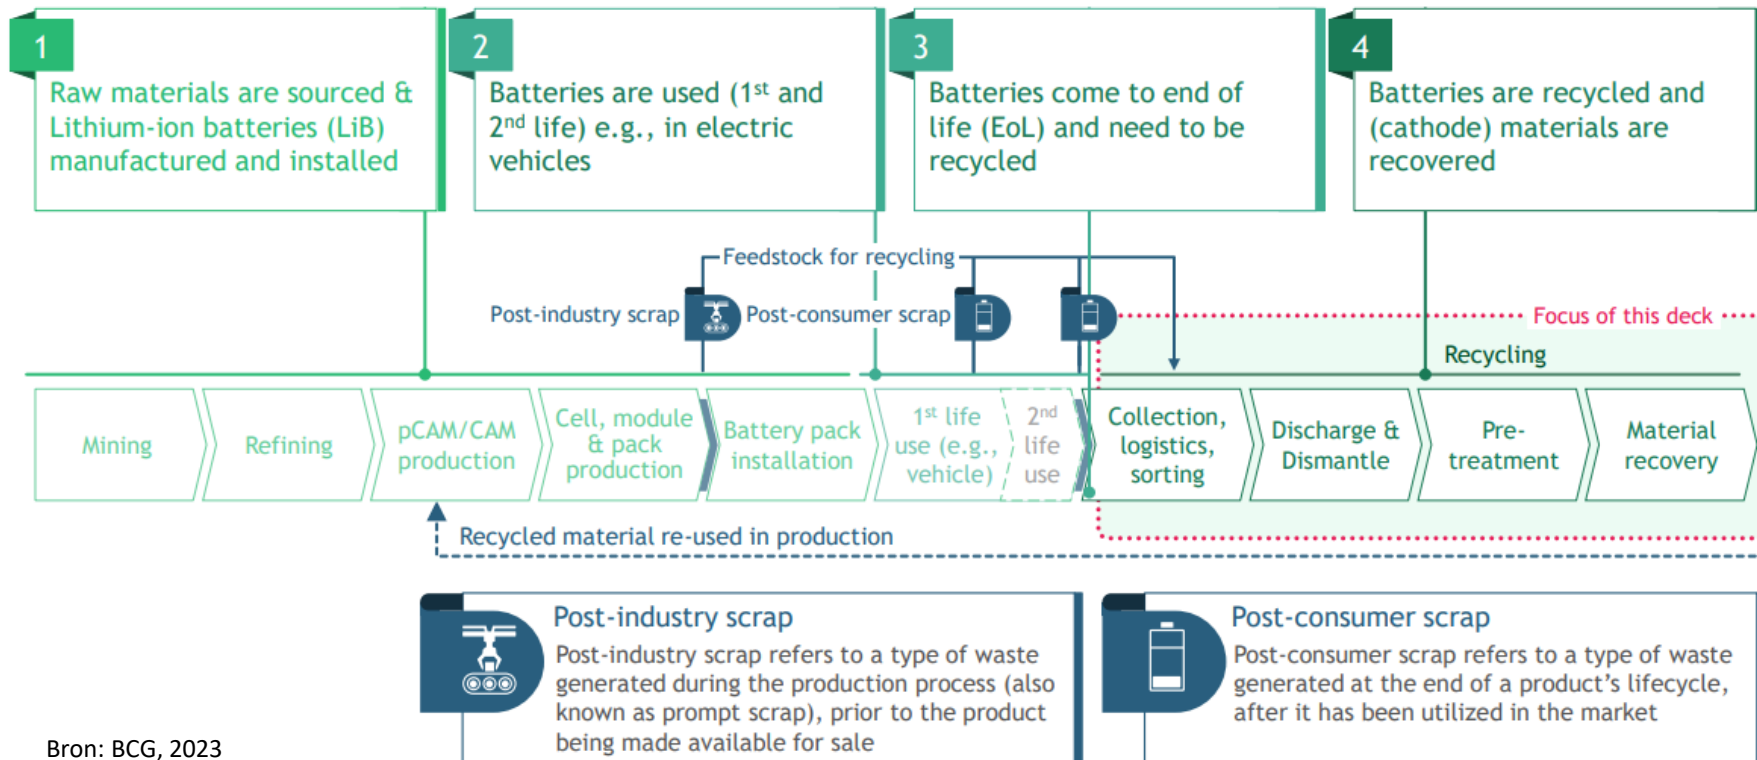 1
Raw materials are sourced &
Lithium-ion batteries (LiB)
manufactured and installed
2
Batteries are used (1st and
2nd life) e.g., in electric
vehicles
3
Batteries come to end of
life (EoL) and need to be
recycled
4
Batteries are recycled and
(cathode) materials are
recovered
Feedstock for recycling
Post-industry scrap
Post-consumer scrap
Focus of this deck
Recycling
Mining
Refining
pCAM/CAM
production
Cell, module
& pack
production
Battery pack
installation
1st life
use (e.g.,
vehicle)
2nd
life
use
Collection,
logistics,
sorting
Discharge &
Dismantle
Pre-
treatment
Material
recovery
Recycled material re-used in production
Post-industry scrap
Post-industry scrap refers to a type of waste
generated during the production process (also
known as prompt scrap), prior to the product
being made available for sale
Post-consumer scrap
Post-consumer scrap refers to a type of waste
generated at the end of a product's lifecycle,
after it has been utilized in the market
Bron: BCG, 2023